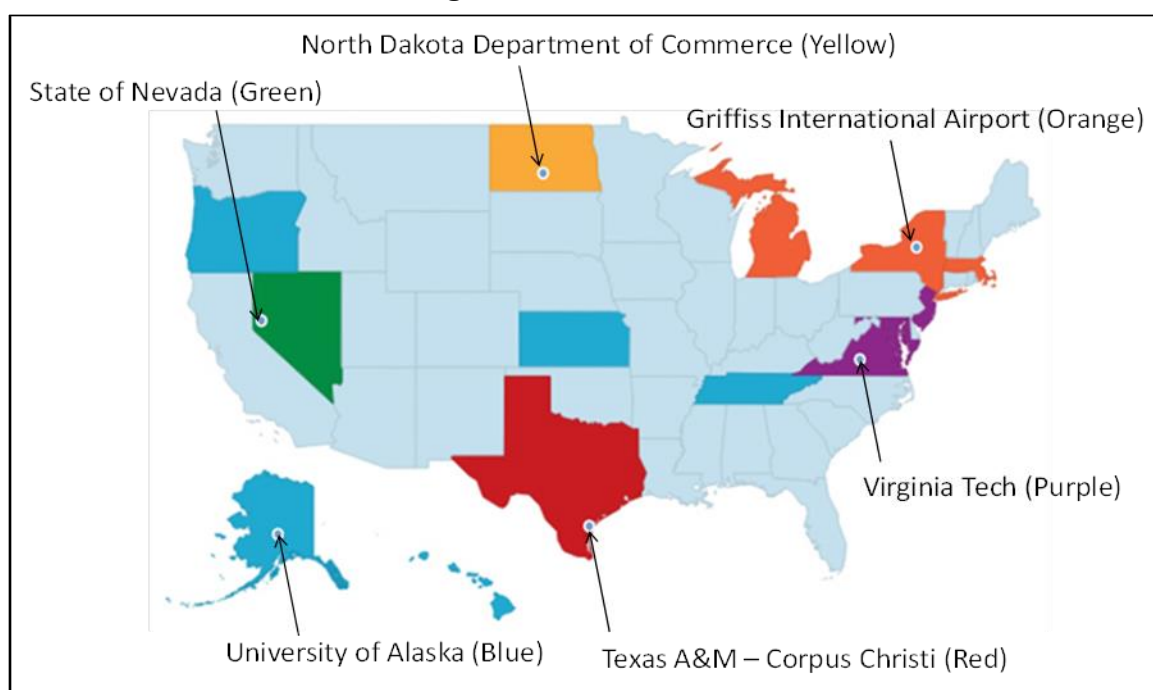 North Dakota Department of Commerce (Yellow)
State of Nevada (Green)
Griffiss International Airport (Orange)
Virginia Tech (Purple)
University of Alaska (Blue)
Texas A&M – Corpus Christi (Red)